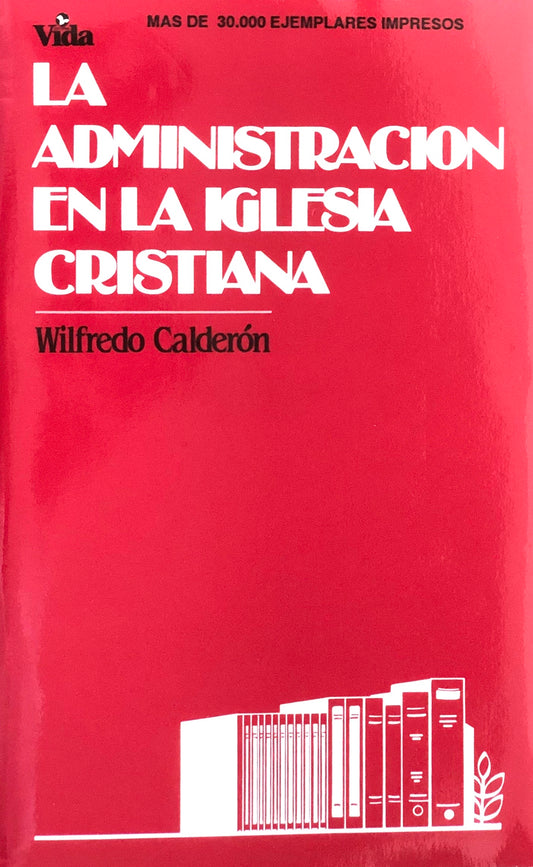 Vida
MAS DE 30.000 EJEMPLARES IMPRESOS
LA
ADMINISTRACION
EN LA IGLESIA
CRISTIANA
Wilfredo Calderón